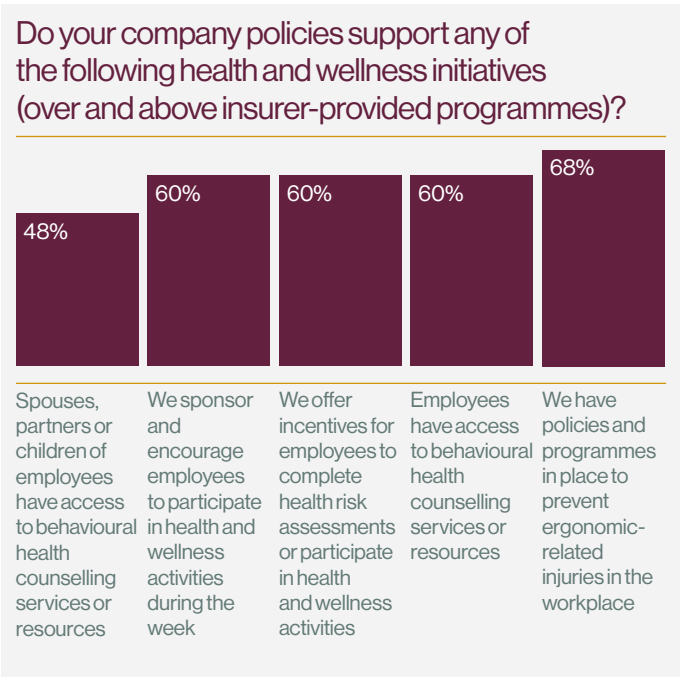 Do your company policies support any of
the following health and wellness initiatives
(over and above insurer-provided programmes)?
48%
60%
60%
60%
68%
Spouses,
partners or
children of
employees
have access
to behavioural
health
counselling
services or
resources
We sponsor
and
encourage
employees
to participate
in health and
wellness
activities
during the
week
We offer
incentives for
employees to
complete
health risk
assessments
or participate
in health
and wellness
activities
Employees
have access
to behavioural
health
counselling
services or
resources
We have
policies and
programmes
in place to
prevent
ergonomic-
related
injuries in the
workplace